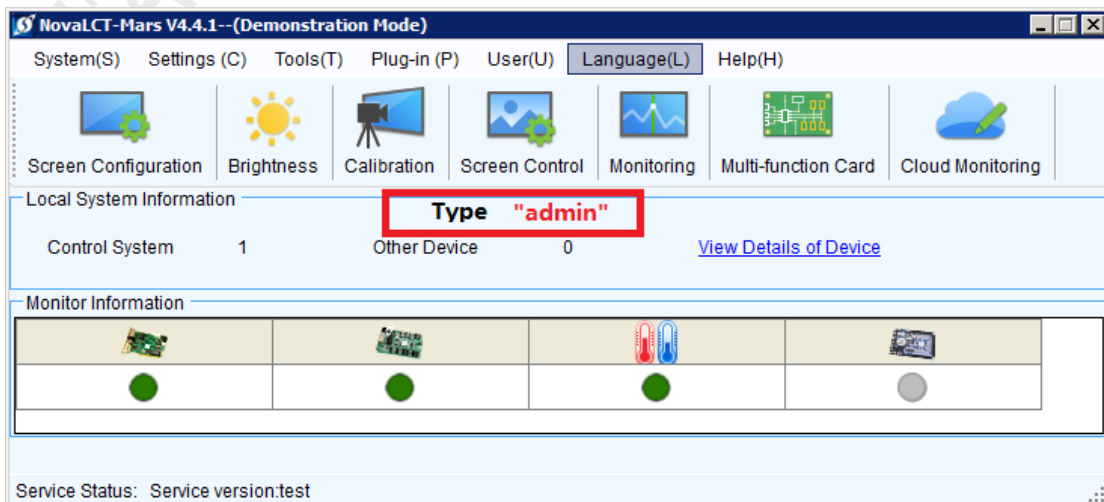 NovaLCT-Mars V4.4.1--(Demonstration Mode)
System(S) Settings (C) Tools(T) Plug-in (P) User(U) Language(L) Help(H)
Screen Configuration Brightness Calibration Screen Control Monitoring Multi-function Card Cloud Monitoring
Local System Information
Type "admin"
Control System 1 Other Device 0 View Details of Device
Monitor Information
Service Status: Service version:test